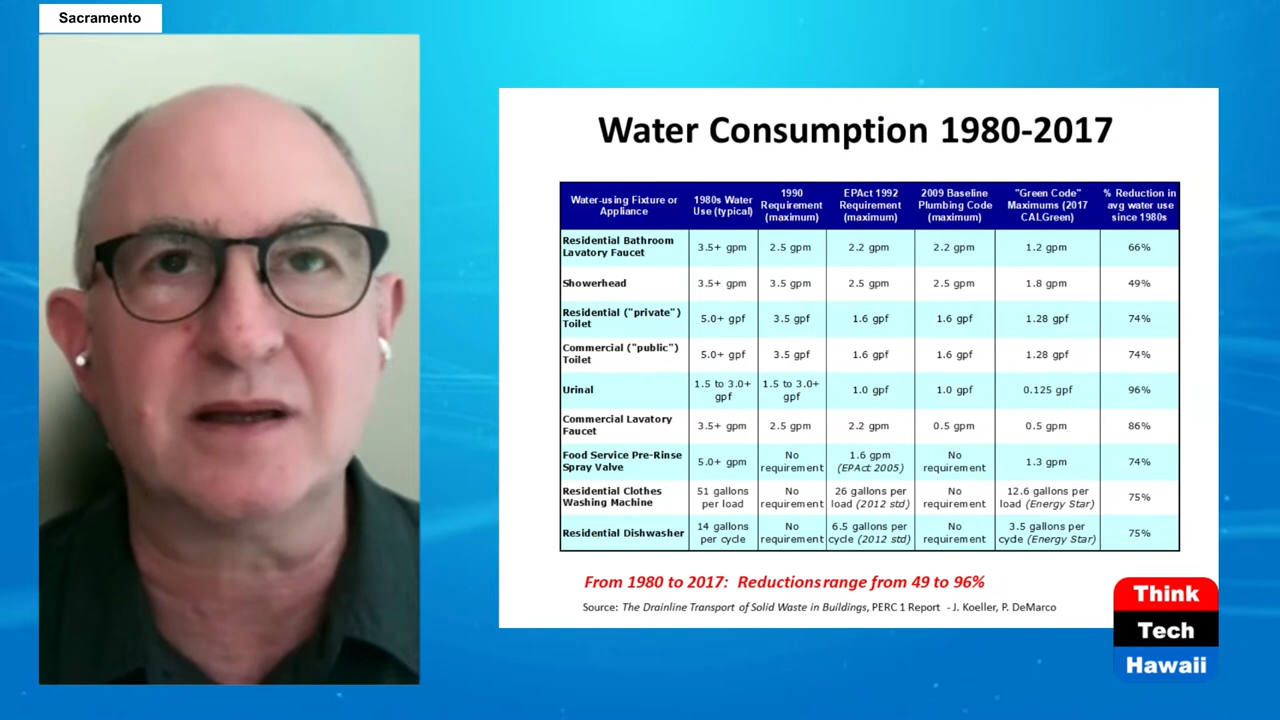 Sacramento
Water Consumption 1980-2017
Water-using Fixture or Appliance
1980s Water Use (typical)
1990 Requirement (maximum)
EPAct 1992 Requirement (maximum)
2009 Baseline Plumbing Code (maximum)
"Green Code" Maximums (2017 CALGreen)
% Reduction in avg water use since 1980s
Residential Bathroom Lavatory Faucet
3.5+ gpm
2.5 gpm
2.2 gpm
2.2 gpm
1.2 gpm
66%
Showerhead
3.5+ gpm
3.5 gpm
2.5 gpm
2.5 gpm
1.8 gpm
49%
Residential ("private") Toilet
5.0+ gpf
3.5 gpf
1.6 gpf
1.6 gpf
1.28 gpf
74%
Commercial ("public") Toilet
5.0+ gpf
3.5 gpf
1.6 gpf
1.6 gpf
1.28 gpf
74%
Urinal
1.5 to 3.0+ gpf
1.5 to 3.0+ gpf
1.0 gpf
1.0 gpf
0.125 gpf
96%
Commercial Lavatory Faucet
3.5+ gpm
2.5 gpm
2.2 gpm
0.5 gpm
0.5 gpm
86%
Food Service Pre-Rinse Spray Valve
5.0+ gpm
No requirement
1.6 gpm (EPAct 2005)
No requirement
1.3 gpm
74%
Residential Clothes Washing Machine
51 gallons per load
No requirement
26 gallons per load (2012 std)
No requirement
12.6 gallons per load (Energy Star)
75%
Residential Dishwasher
14 gallons per cycle
No requirement
6.5 gallons per cycle (2012 std)
No requirement
3.5 gallons per cycle (Energy Star)
75%
From 1980 to 2017: Reductions range from 49 to 96%
Source: The Drainline Transport of Solid Waste in Buildings, PERC 1 Report - J. Koeller, P. DeMarco
Think
Tech
Hawaii